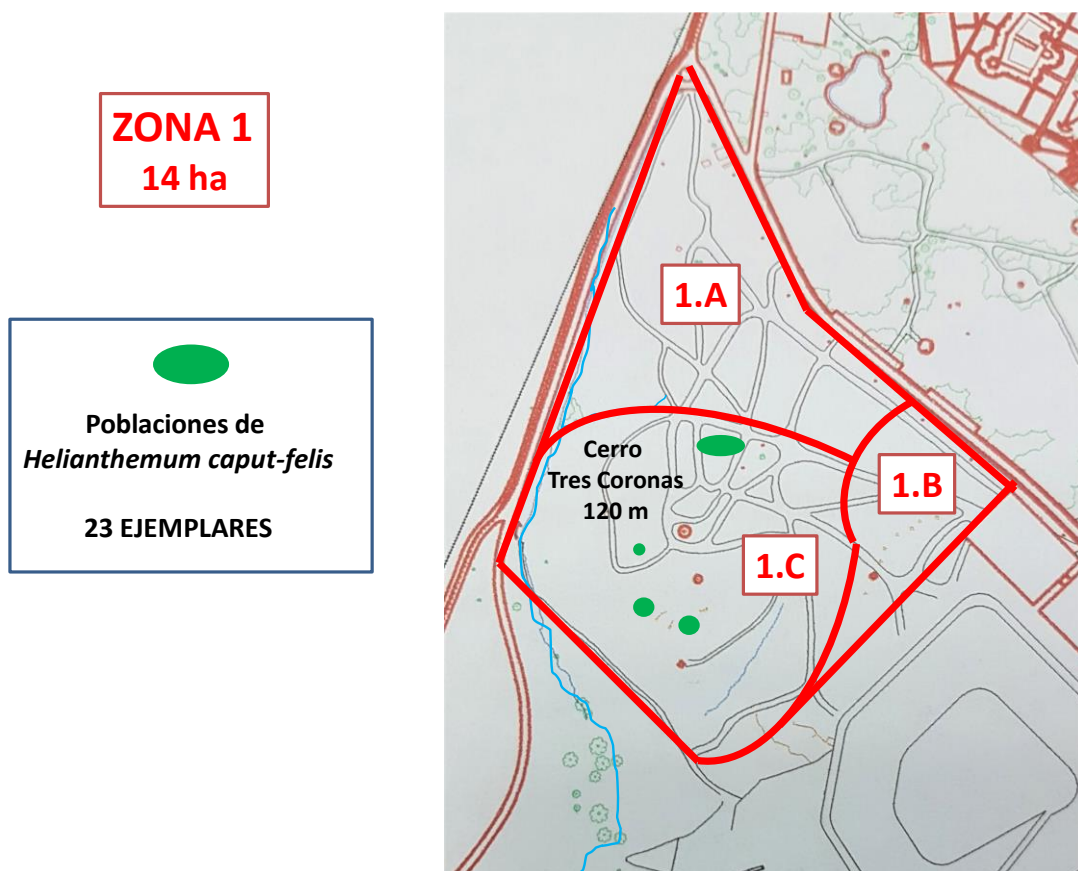 ZONA 1
14 ha
Poblaciones de
Helianthemum caput-felis
23 EJEMPLARES
1.A
Cerro
Tres Coronas
120 m
1.B
1.C